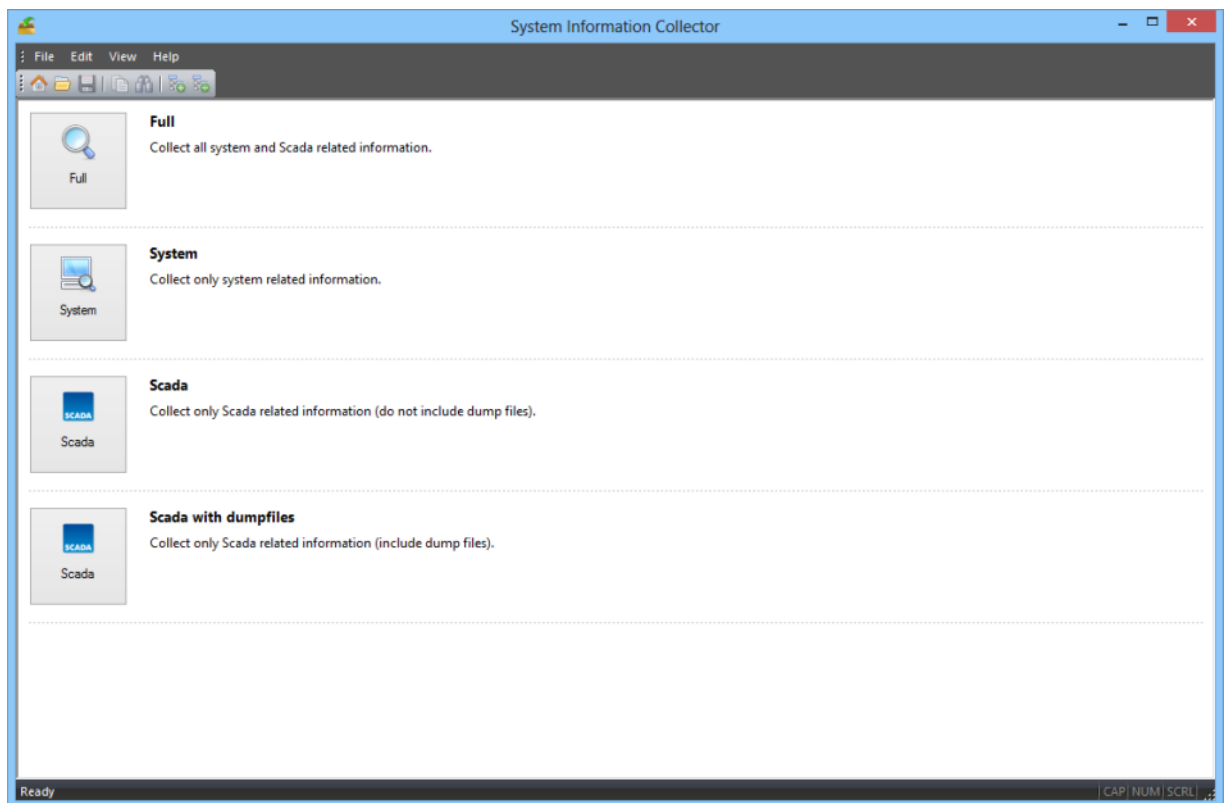 System Information Collector
File Edit View Help
Full
Collect all system and Scada related information.
Full
System
Collect only system related information.
System
Scada
Collect only Scada related information (do not include dump files).
SCADA
Scada
Scada with dumpfiles
Collect only Scada related information (include dump files).
SCADA
Scada
Ready
CAP NUM SCRL